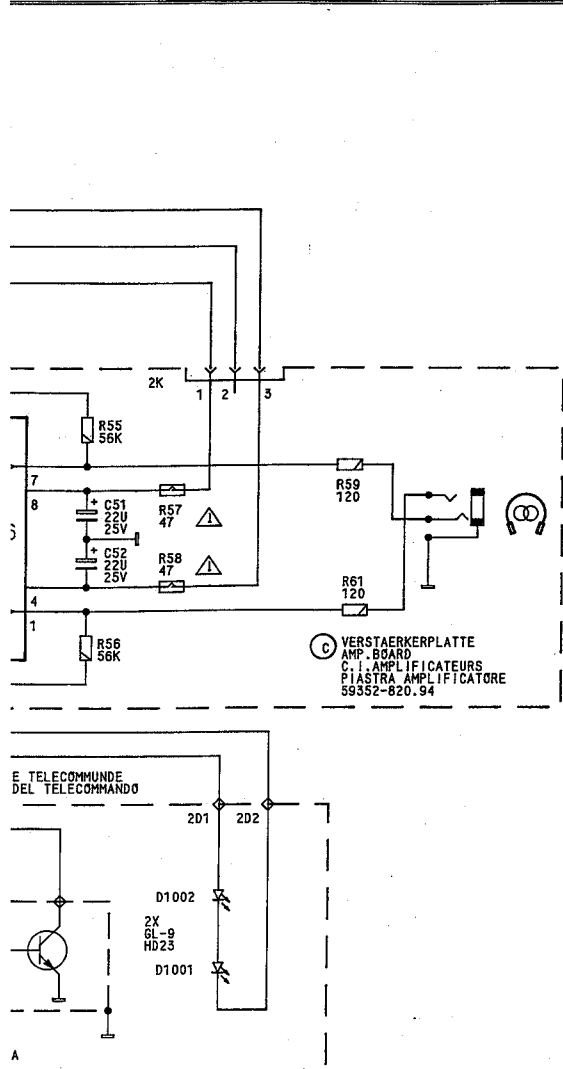 2K
1
2
3
R55
56K
7
8
+
C51
22U
25V
R57
47
R59
120
+
C52
22U
25V
R58
47
R61
120
4
1
R56
56K
C
VERSTAERKERPLATTE
AMP.BOARD
C.I.AMPLIFICATEURS
PIASTRA AMPLIFICATORE
59352-820.94
E TELECOMMUNDE
DEL TELECOMMANDO
2D1
2D2
D1002
2X
GL-9
HD23
D1001
A